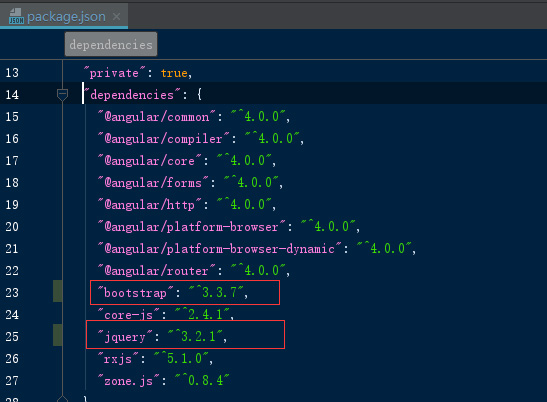 package.json
dependencies
13 "private": true,
14 "dependencies": {
15 "@angular/common": "^4.0.0",
16 "@angular/compiler": "^4.0.0",
17 "@angular/core": "^4.0.0",
18 "@angular/forms": "^4.0.0",
19 "@angular/http": "^4.0.0",
20 "@angular/platform-browser": "^4.0.0",
21 "@angular/platform-browser-dynamic": "^4.0.0",
22 "@angular/router": "^4.0.0",
23 "bootstrap": "^3.3.7",
24 "core-js": "^2.4.1",
25 "jquery": "^3.2.1",
26 "rxjs": "^5.1.0",
27 "zone.js": "^0.8.4"